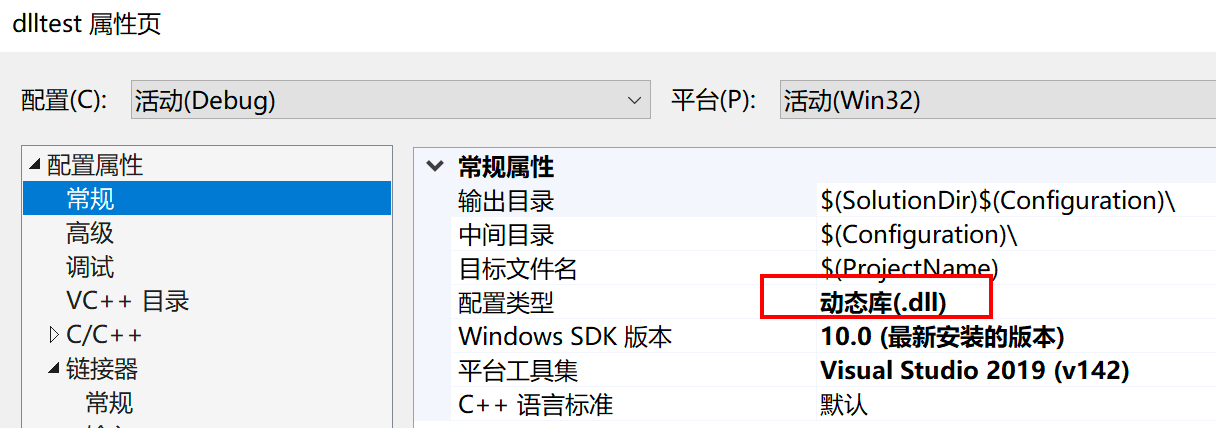 dlltest 属性页
配置(C): 活动(Debug) 平台(P): 活动(Win32)
配置属性
常规
高级
调试
VC++ 目录
C/C++
链接器
常规
常规属性
输出目录 $(SolutionDir)$(Configuration)\
中间目录 $(Configuration)\
目标文件名 $(ProjectName)
配置类型 动态库(.dll)
Windows SDK 版本 10.0 (最新安装的版本)
平台工具集 Visual Studio 2019 (v142)
C++ 语言标准 默认